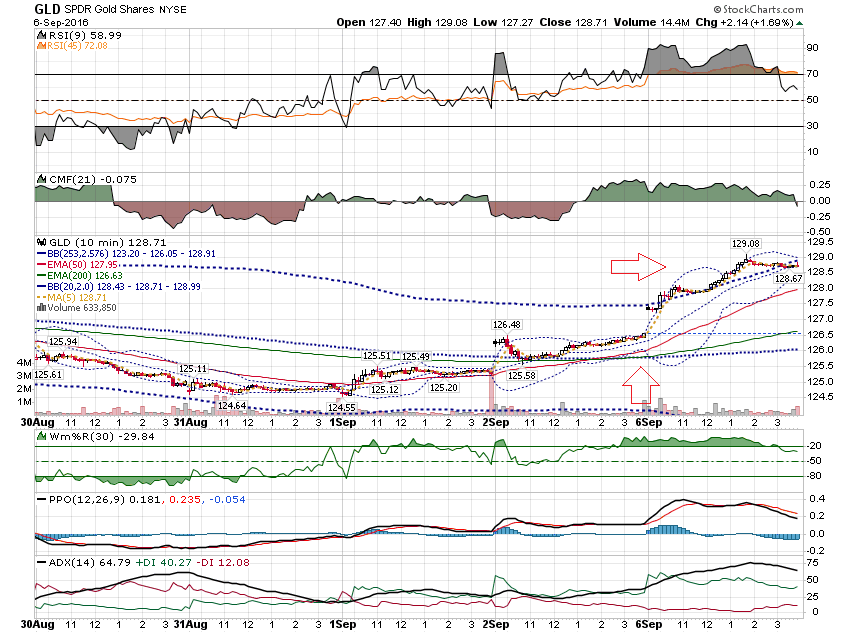 GLD SPDR Gold Shares NYSE
© StockCharts.com
6-Sep-2016
Open 127.40 High 129.08 Low 127.27 Close 128.71 Volume 14.4M Chg +2.14 (+1.69%)
RSI(9) 58.99
RSI(45) 72.08
90
70
50
30
10
CMF(21) -0.075
0.25
0.00
-0.25
-0.50
GLD (10 min) 128.71
BB(253,2.576) 123.20 - 126.05 - 128.91
EMA(50) 127.95
EMA(200) 126.63
BB(20,2.0) 128.43 - 128.71 - 128.99
MA(5) 128.71
Volume 633,850
129.5
129.0
128.5
128.0
127.5
127.0
126.5
126.0
125.5
125.0
124.5
4M
3M
2M
1M
125.94
125.61
125.11
124.64
124.55
125.51
125.12
125.49
125.20
126.48
125.58
129.08
128.67
30Aug 11 12 1 2 3 31Aug 11 12 1 2 3 1Sep 11 12 1 2 3 2Sep 11 12 1 2 3 6Sep 11 12 1 2 3
Wm%R(30) -29.84
-20
-50
-80
PPO(12,26,9) 0.181, 0.235, -0.054
0.4
0.2
0.0
-0.2
ADX(14) 64.79 +DI 40.27 -DI 12.08
75
50
25
0
30Aug 11 12 1 2 3 31Aug 11 12 1 2 3 1Sep 11 12 1 2 3 2Sep 11 12 1 2 3 6Sep 11 12 1 2 3